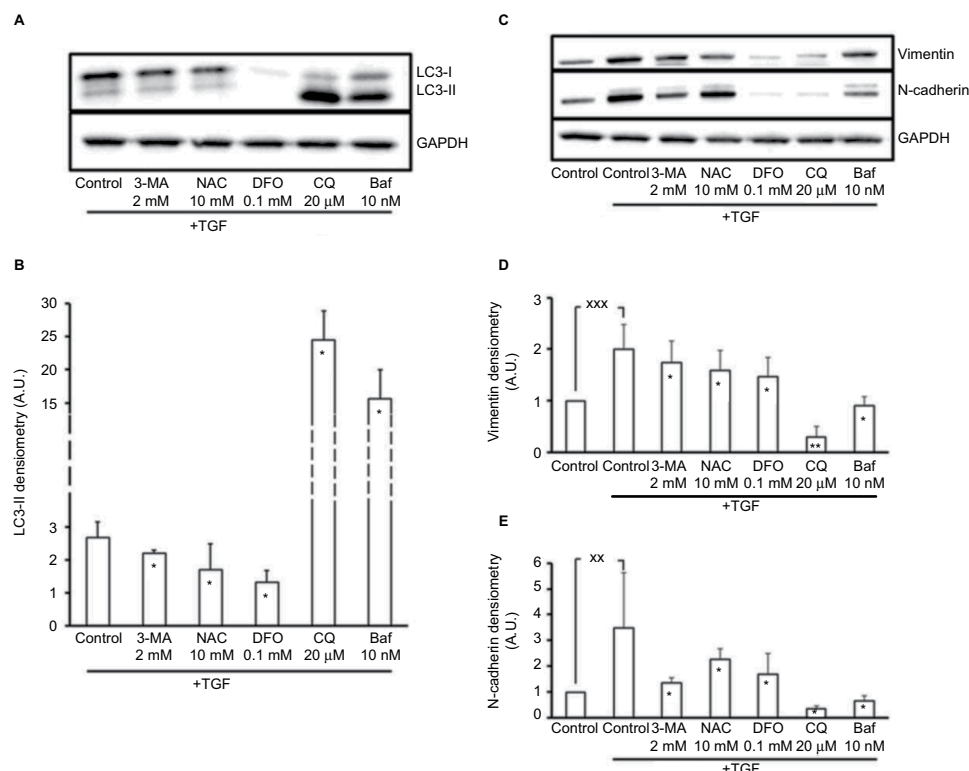 A
LC3-I
LC3-II
GAPDH
Control 3-MA NAC DFO CQ Baf
2 mM 10 mM 0.1 mM 20 μM 10 nM
+TGF
B
LC3-II densiometry (A.U.)
30
25
20
15
3
2
1
0
* * * * *
Control 3-MA NAC DFO CQ Baf
2 mM 10 mM 0.1 mM 20 μM 10 nM
+TGF
C
Vimentin
N-cadherin
GAPDH
Control Control 3-MA NAC DFO CQ Baf
2 mM 10 mM 0.1 mM 20 μM 10 nM
+TGF
D
Vimentin densiometry
(A.U.)
3
2
1
0
xxx
* * * ** *
Control Control 3-MA NAC DFO CQ Baf
2 mM 10 mM 0.1 mM 20 μM 10 nM
+TGF
E
N-cadherin densiometry
(A.U.)
6
5
4
3
2
1
0
xx
* * * * *
Control Control 3-MA NAC DFO CQ Baf
2 mM 10 mM 0.1 mM 20 μM 10 nM
+TGF